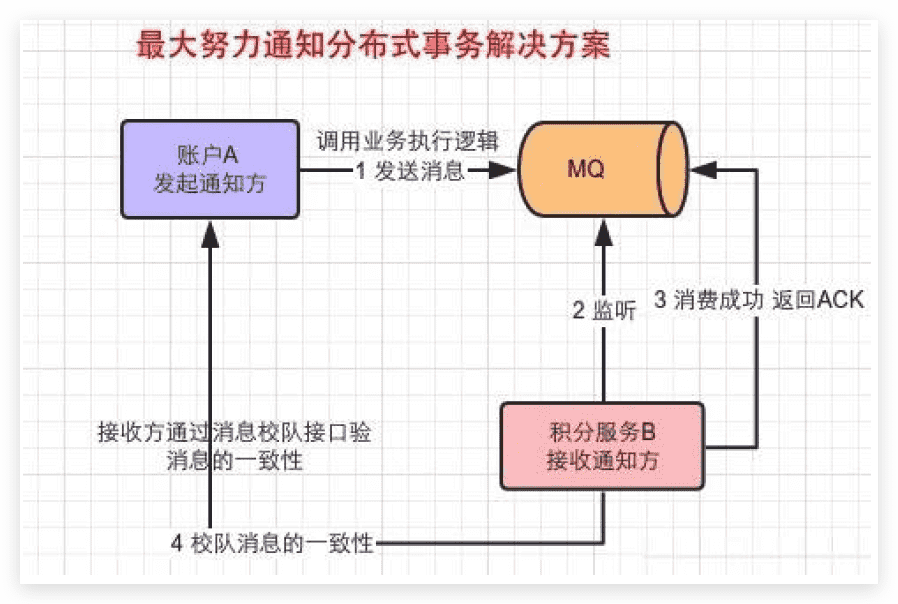 最大努力通知分布式事务解决方案
账户A
发起通知方
调用业务执行逻辑
1 发送消息
MQ
2 监听
3 消费成功 返回ACK
接收方通过消息校队接口验
消息的一致性
积分服务B
接收通知方
4 校队消息的一致性